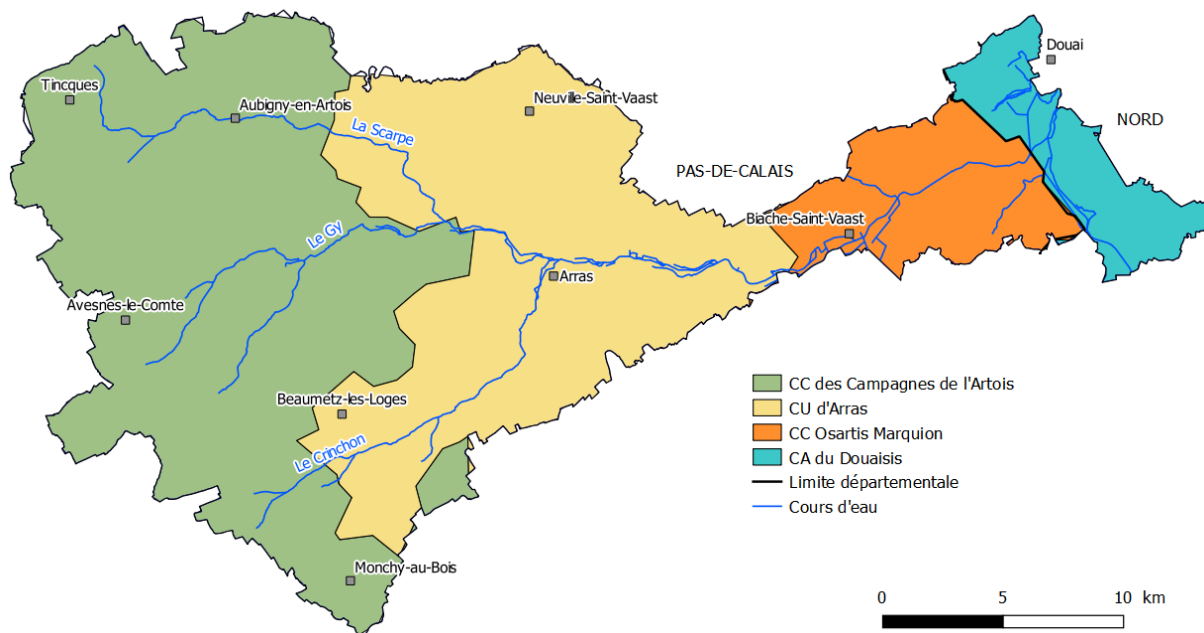 Douai
Tincques
Neuville-Saint-Vaast
Aubigny-en-Artois
NORD
La Scarpe
PAS-DE-CALAIS
Biache-Saint-Vaast
Le Gy
Arras
Avesnes-le-Comte
CC des Campagnes de l'Artois
Beaumetz-les-Loges
CU d'Arras
CC Osartis Marquion
Le Crinchon
CA du Douaisis
Limite départementale
Cours d'eau
Monchy-au-Bois
0 5 10 km